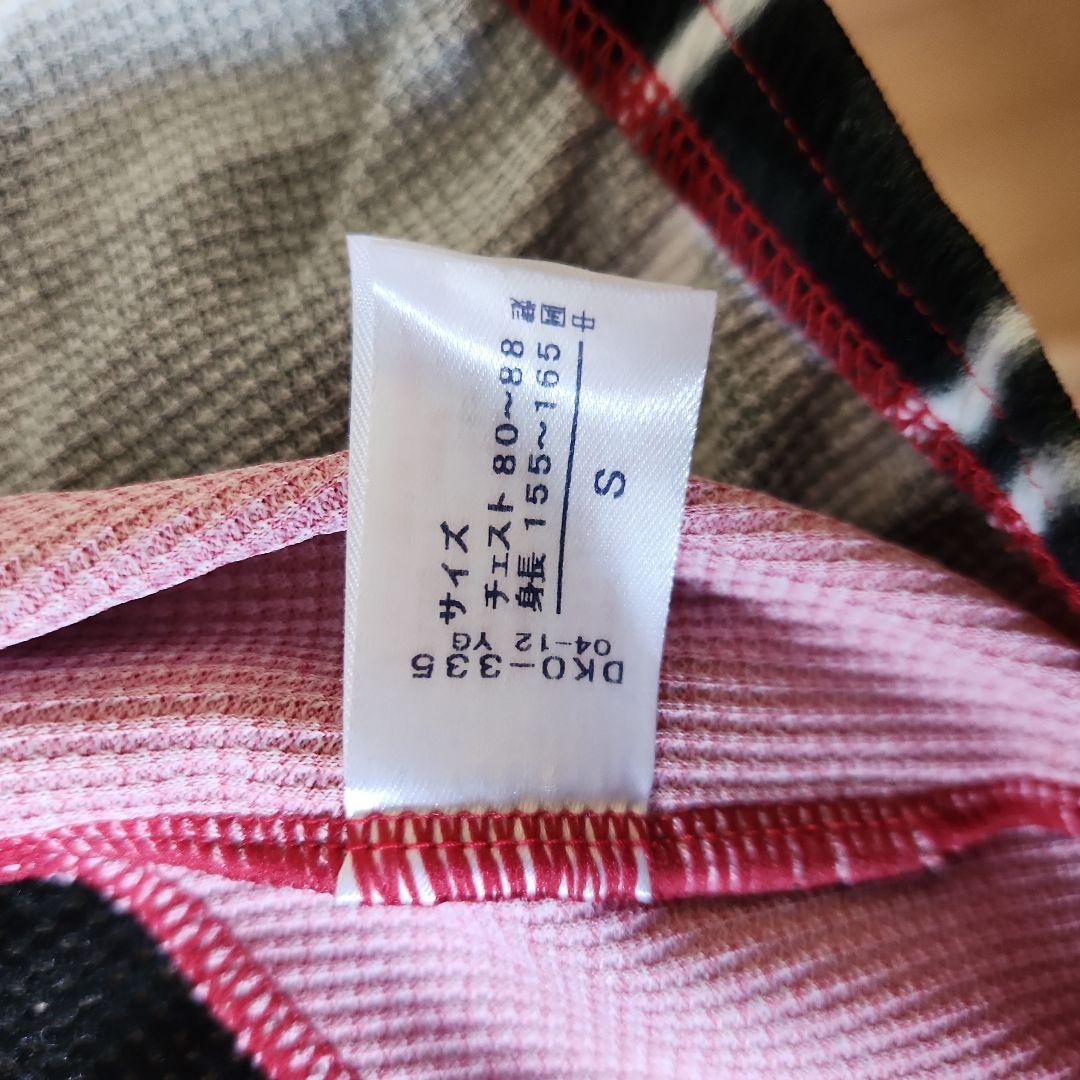 サイズ
チェスト 80~88
身長 155~165
S
中国製
04-12 YG
DKO-335